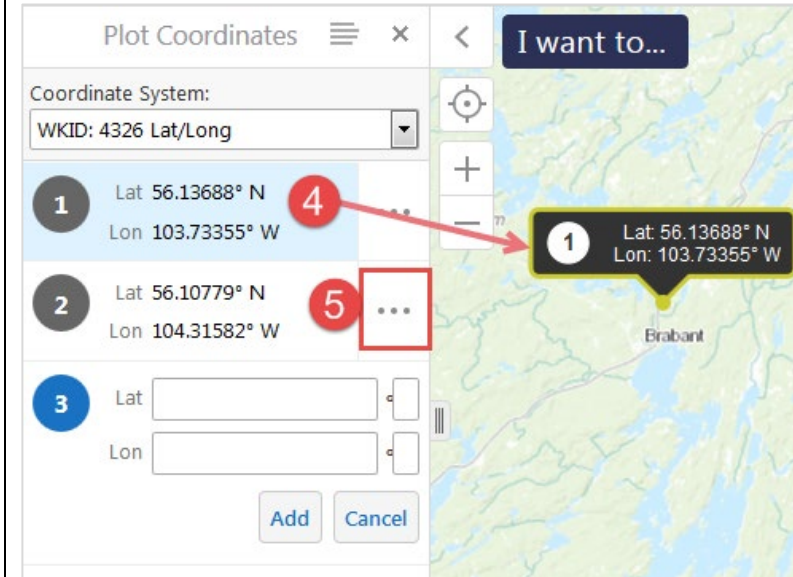 Plot Coordinates
I want to...
Coordinate System:
WKID: 4326 Lat/Long
1
Lat 56.13688° N
Lon 103.73355° W
4
...
1
Lat: 56.13688° N
Lon: 103.73355° W
2
Lat 56.10779° N
Lon 104.31582° W
5
...
Brabant
3
Lat
Lon
Add
Cancel